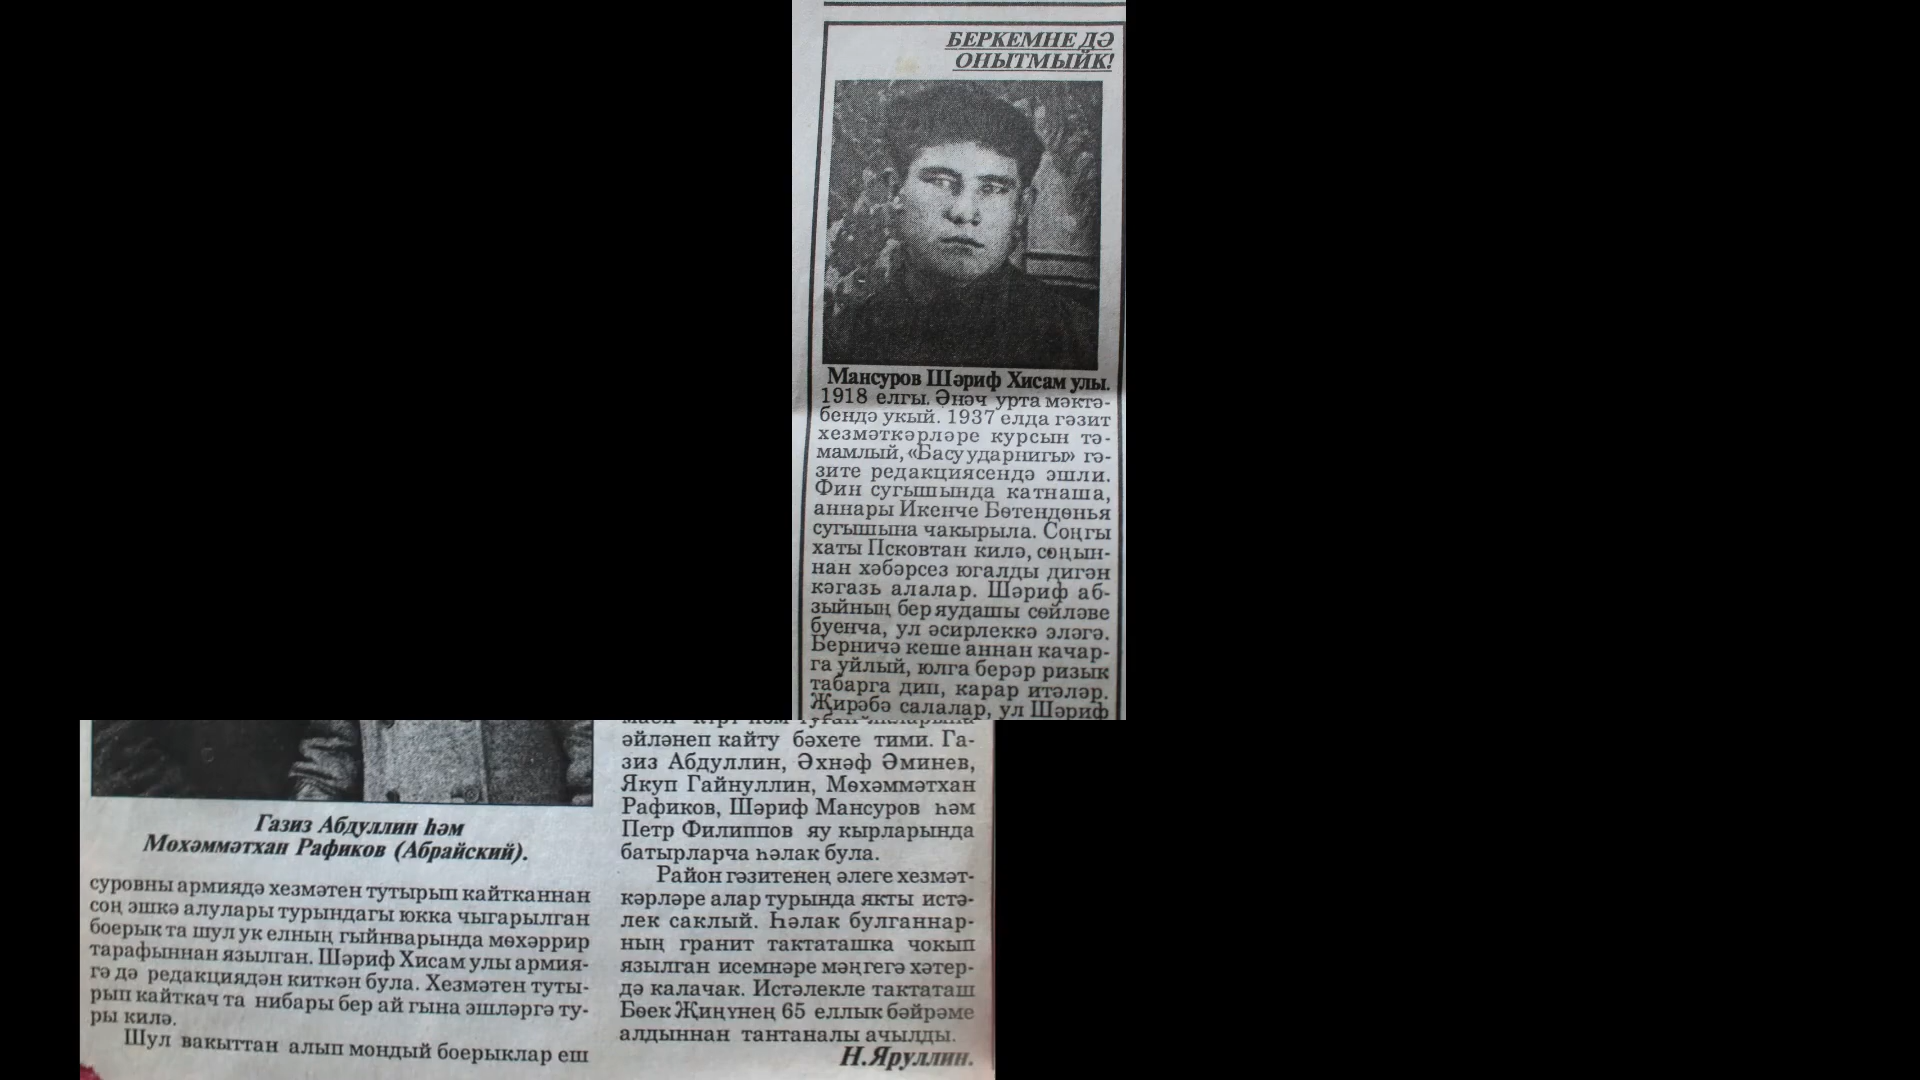 БЕРКЕМНЕ ДӘ
ОНЫТМЫЙК!
Мансуров Шәриф Хисам улы.
1918 елгы. Әнәч урта мәктә-
бендә укый. 1937 елда гәзит
хезмәткәрләре курсын тә-
мамлый, «Басу ударнигы» гә-
зите редакциясендә эшли.
Фин сугышында катнаша,
аннары Икенче Бөтендөнья
сугышына чакырыла. Соңгы
хаты Псковтан килә, соңын-
нан хәбәрсез югалды дигән
кәгазь алалар. Шәриф аб-
зыйның бер яудашы сөйләве
буенча, ул әсирлеккә эләгә.
Берничә кеше аннан качар-
га уйлый, юлга берәр ризык
табарга дип, карар итәләр.
Җирәбә салалар, ул Шәриф
Газиз Абдуллин һәм
Мөхәммәтхан Рафиков (Абрайский).
суровны армиядә хезмәтен тутырып кайтканнан
соң эшкә алулары турындагы юкка чыгарылган
боерык та шул ук елның гыйнварында мөхәррир
тарафыннан язылган. Шәриф Хисам улы армия-
гә дә редакциядән киткән була. Хезмәтен туты-
рып кайткач та нибары бер ай гына эшләргә ту-
ры килә.
Шул вакыттан алып мондый боерыклар еш
әйләнеп кайту бәхете тими. Га-
зиз Абдуллин, Әхнәф Әминев,
Якуп Гайнуллин, Мөхәммәтхан
Рафиков, Шәриф Мансуров һәм
Петр Филиппов яу кырларында
батырларча һәлак була.
Район гәзитенең әлеге хезмәт-
кәрләре алар турында якты истә-
лек саклый. Һәлак булганнар-
ның гранит тактаташка чокып
язылган исемнәре мәңгегә хәтер-
дә калачак. Истәлекле тактаташ
Бөек Җиңүнең 65 еллык бәйрәме
алдыннан тантаналы ачылды.
Н.Яруллин.